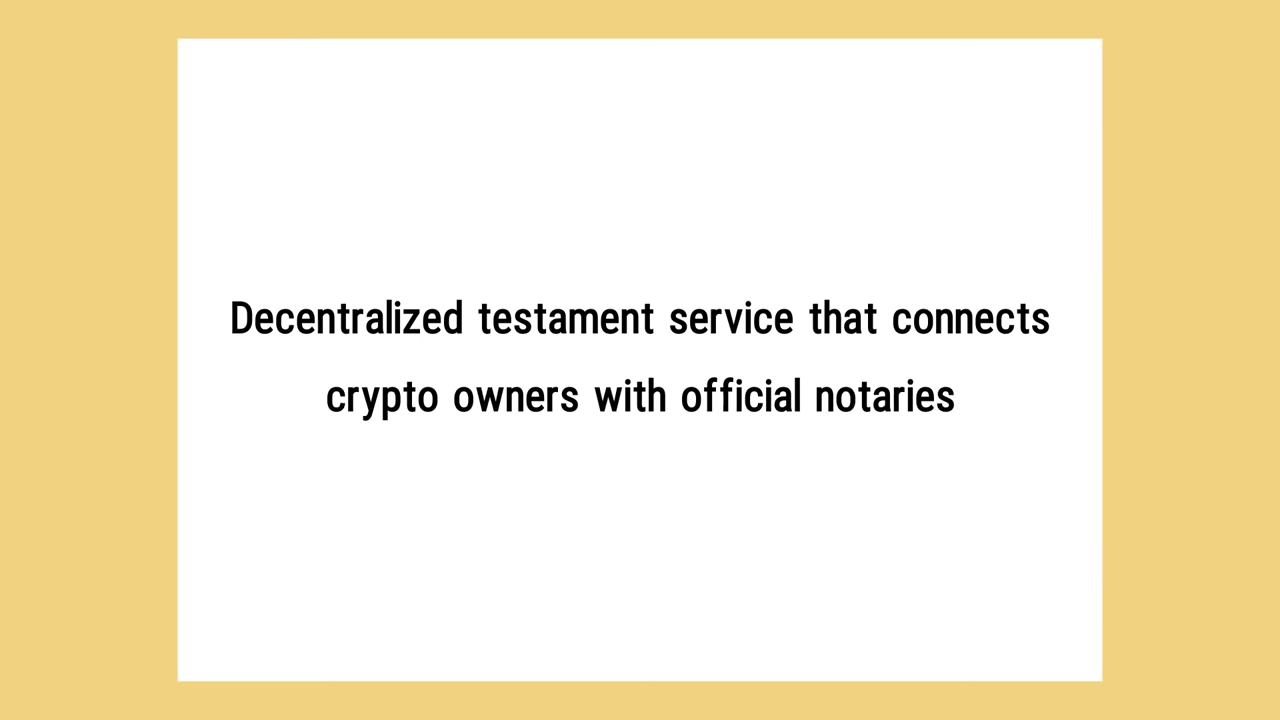 Decentralized testament service that connects
crypto owners with official notaries